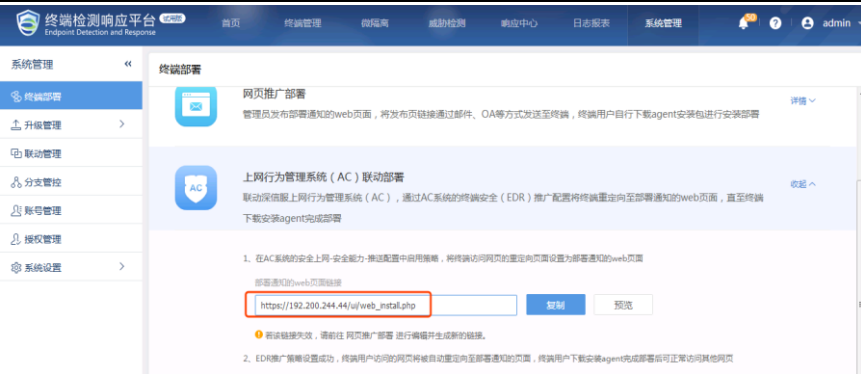 终端检测响应平台 试用版 首页 终端管理 微隔离 威胁检测 响应中心 日志报表 系统管理 50 ? admin
Endpoint Detection and Response
系统管理 «
终端部署
终端部署
升级管理 >
联动管理
分支管控
账号管理
授权管理
系统设置 >
网页推广部署 详情
管理员发布部署通知的web页面，将发布页链接通过邮件、OA等方式发送至终端，终端用户自行下载agent安装包进行安装部署
AC
上网行为管理系统（AC）联动部署 收起
联动深信服上网行为管理系统（AC），通过AC系统的终端安全（EDR）推广配置将终端重定向至部署通知的web页面，直至终端
下载安装agent完成部署
1、在AC系统的安全上网-安全能力-推送配置中启用策略，将终端访问网页的重定向页面设置为部署通知的web页面
部署通知的web页面链接
https://192.200.244.44/ui/web_install.php 复制 预览
若该链接失效，请前往 网页推广部署 进行编辑并生成新的链接。
2、EDR推广策略设置成功，终端用户访问的网页将被自动重定向至部署通知的页面，终端用户下载安装agent完成部署后可正常访问其他网页